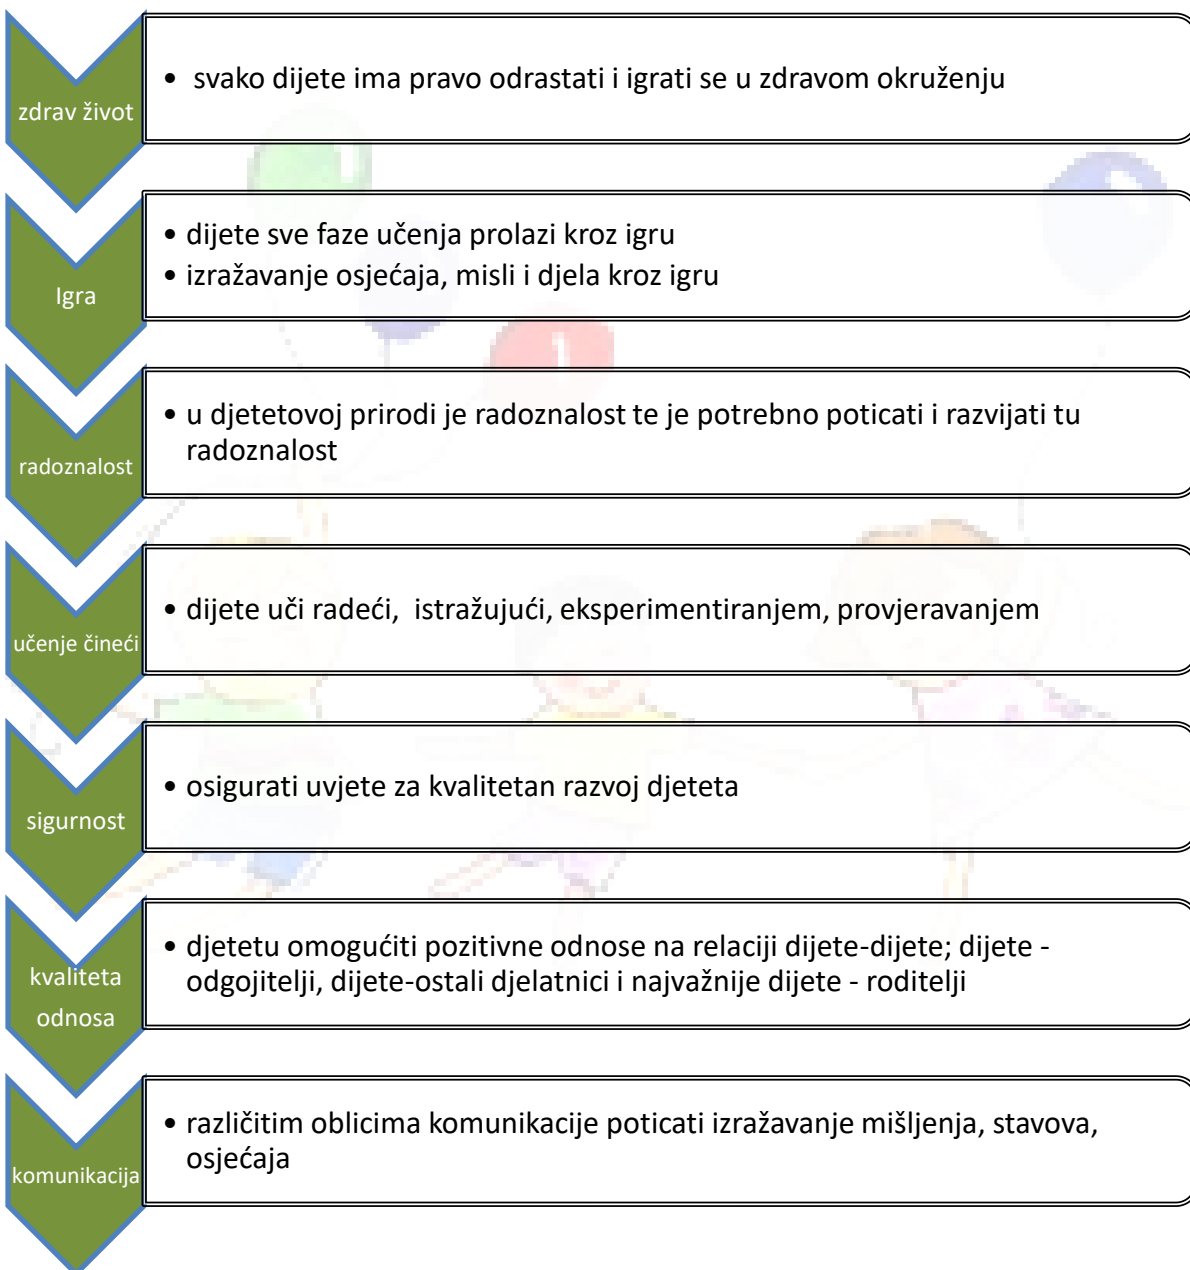 zdrav život
• svako dijete ima pravo odrastati i igrati se u zdravom okruženju
Igra
• dijete sve faze učenja prolazi kroz igru
• izražavanje osjećaja, misli i djela kroz igru
radoznalost
• u djetetovoj prirodi je radoznalost te je potrebno poticati i razvijati tu
radoznalost
učenje čineći
• dijete uči radeći,  istražujući, eksperimentiranjem, provjeravanjem
sigurnost
• osigurati uvjete za kvalitetan razvoj djeteta
kvaliteta
odnosa
• djetetu omogućiti pozitivne odnose na relaciji dijete-dijete; dijete -
odgojitelji, dijete-ostali djelatnici i najvažnije dijete - roditelji
komunikacija
• različitim oblicima komunikacije poticati izražavanje mišljenja, stavova,
osjećaja